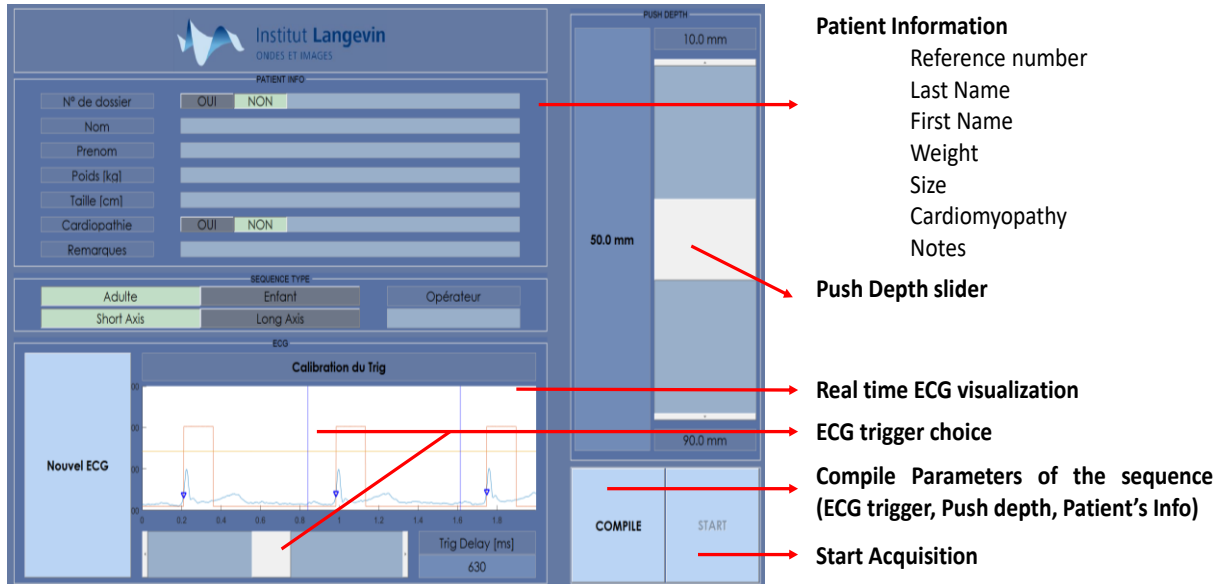 Institut Langevin
ONDES ET IMAGES
PATIENT INFO
N° de dossier OUI NON
Nom
Prenom
Poids [kg]
Taille [cm]
Cardiopathie OUI NON
Remarques
SEQUENCE TYPE
Adulte Enfant Opérateur
Short Axis Long Axis
ECG
Nouvel ECG
Calibration du Trig
00
00
00
0 0.2 0.4 0.6 0.8 1 1.2 1.4 1.6 1.8
Trig Delay [ms]
630
PUSH DEPTH
10.0 mm
50.0 mm
90.0 mm
COMPILE START
Patient Information
Reference number
Last Name
First Name
Weight
Size
Cardiomyopathy
Notes
Push Depth slider
Real time ECG visualization
ECG trigger choice
Compile Parameters of the sequence
(ECG trigger, Push depth, Patient's Info)
Start Acquisition